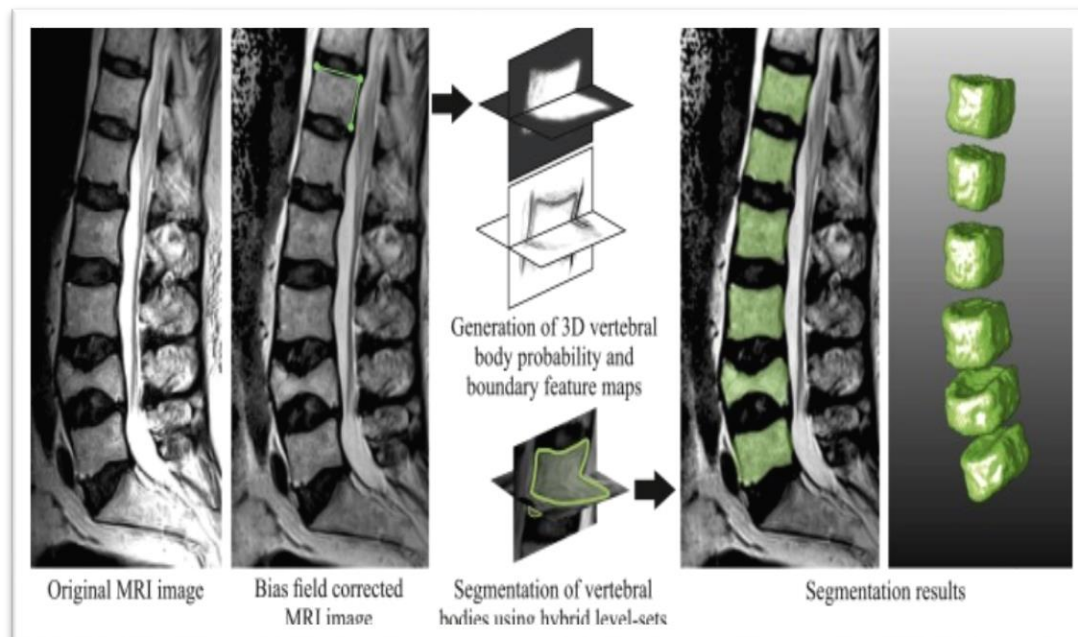 Original MRI image
Bias field corrected
MRI image
Generation of 3D vertebral
body probability and
boundary feature maps
Segmentation of vertebral
bodies using hybrid level-sets
Segmentation results